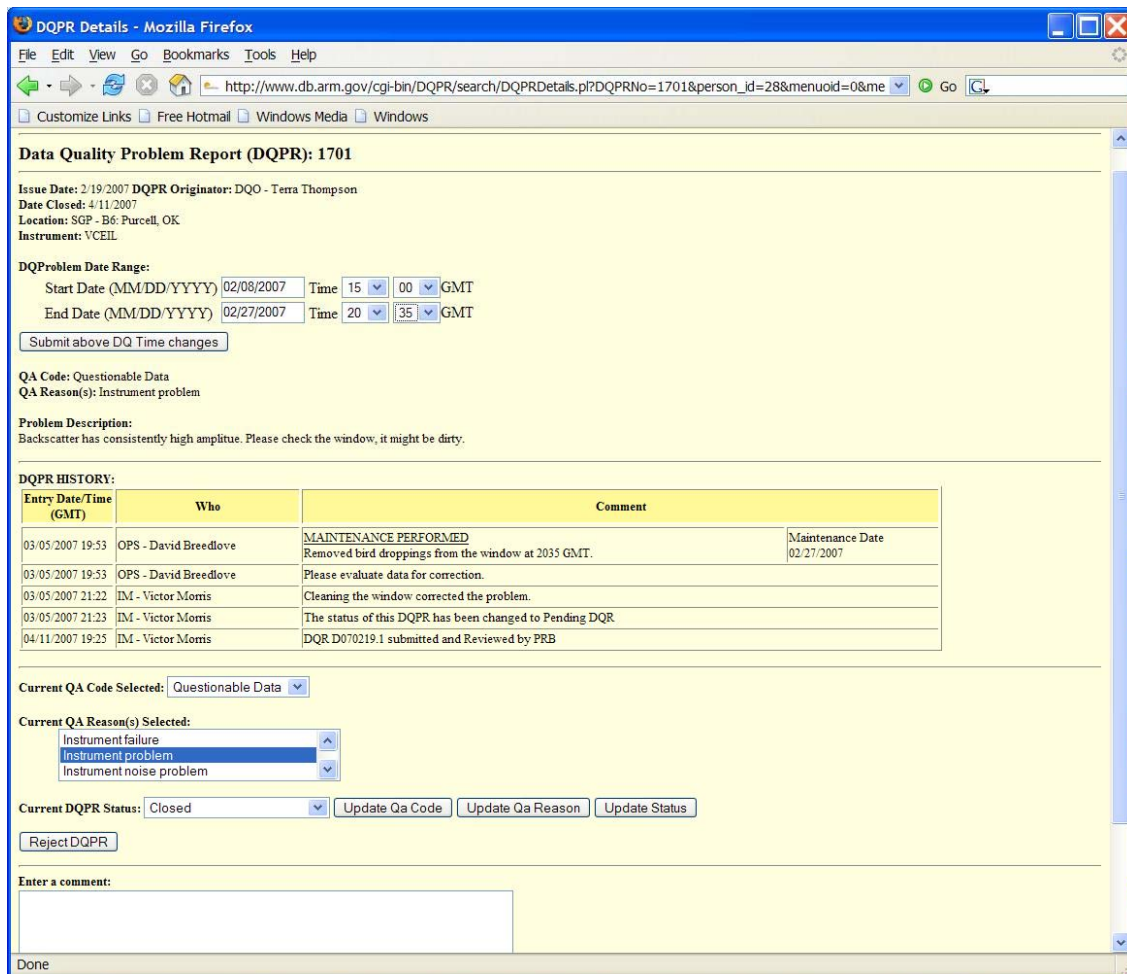 DQPR Details - Mozilla Firefox
File Edit View Go Bookmarks Tools Help
http://www.db.arm.gov/cgi-bin/DQPR/search/DQPRDetails.pl?DQPRNo=1701&person_id=28&menuoid=0&me Go G
Customize Links Free Hotmail Windows Media Windows
Data Quality Problem Report (DQPR): 1701
Issue Date: 2/19/2007 DQPR Originator: DQO - Terra Thompson
Date Closed: 4/11/2007
Location: SGP - B6: Purcell, OK
Instrument: VCEIL
DQProblem Date Range:
Start Date (MM/DD/YYYY) 02/08/2007 Time 15 00 GMT
End Date (MM/DD/YYYY) 02/27/2007 Time 20 35 GMT
Submit above DQ Time changes
QA Code: Questionable Data
QA Reason(s): Instrument problem
Problem Description:
Backscatter has consistently high amplitue. Please check the window, it might be dirty.
DQPR HISTORY:
Entry Date/Time (GMT) Who Comment
03/05/2007 19:53 OPS - David Breedlove MAINTENANCE PERFORMED Maintenance Date
Removed bird droppings from the window at 2035 GMT. 02/27/2007
03/05/2007 19:53 OPS - David Breedlove Please evaluate data for correction.
03/05/2007 21:22 IM - Victor Morris Cleaning the window corrected the problem.
03/05/2007 21:23 IM - Victor Morris The status of this DQPR has been changed to Pending DQR
04/11/2007 19:25 IM - Victor Morris DQR D070219.1 submitted and Reviewed by PRB
Current QA Code Selected: Questionable Data
Current QA Reason(s) Selected:
Instrument failure
Instrument problem
Instrument noise problem
Current DQPR Status: Closed Update Qa Code Update Qa Reason Update Status
Reject DQPR
Enter a comment:
Done